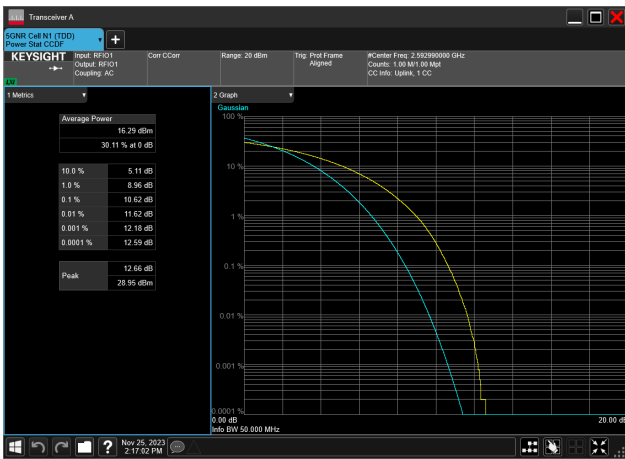 Transceiver A
5GNR Cell N1 (TDD)
Power Stat CCDF
KEYSIGHT
Input: RFIO1
Output: RFIO1
Coupling: AC
Corr CCorr
Range: 20 dBm
Trig: Prot Frame
Aligned
#Center Freq: 2.592990000 GHz
Counts: 1.00 M/1.00 Mpt
CC Info: Uplink, 1 CC
1 Metrics
Average Power
16.29 dBm
30.11 % at 0 dB
10.0 % 5.11 dB
1.0 % 8.96 dB
0.1 % 10.62 dB
0.01 % 11.62 dB
0.001 % 12.18 dB
0.0001 % 12.59 dB
Peak
12.66 dB
28.95 dBm
2 Graph
Gaussian
100 %
10 %
1 %
0.1 %
0.01 %
0.001 %
0.0001 %
0.00 dB
20.00 dB
Info BW 50.000 MHz
Nov 25, 2023
2:17:02 PM